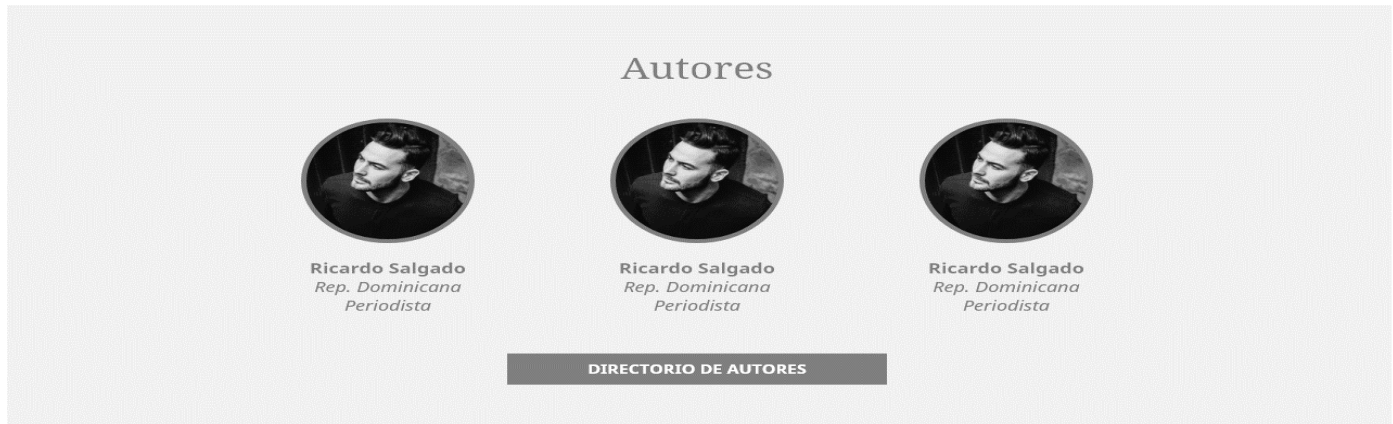 Autores
Ricardo Salgado
Rep. Dominicana
Periodista
Ricardo Salgado
Rep. Dominicana
Periodista
Ricardo Salgado
Rep. Dominicana
Periodista
DIRECTORIO DE AUTORES